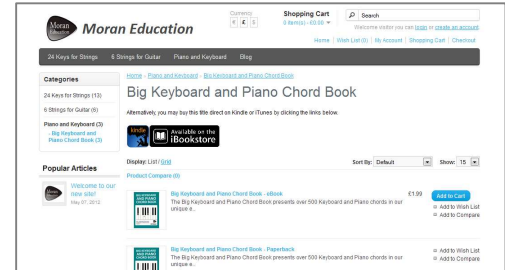 Moran
Education
Moran Education
Currency
€ £ $
Shopping Cart
0 item(s) - £0.00
Search
Welcome visitor you can login or create an account.
Home | Wish List (0) | My Account | Shopping Cart | Checkout
24 Keys for Strings
6 Strings for Guitar
Piano and Keyboard
Blog
Categories
24 Keys for Strings (13)
6 Strings for Guitar (6)
Piano and Keyboard (3)
- Big Keyboard and
Piano Chord Book (3)
Popular Articles
Welcome to our
new site!
May 07, 2012
Home » Piano and Keyboard » Big Keyboard and Piano Chord Book
Big Keyboard and Piano Chord Book
Alternatively, you may buy this title direct on Kindle or iTunes by clicking the links below.
kindle
Available on the
iBookstore
Display: List / Grid
Sort By: Default
Show: 15
Product Compare (0)
Big Keyboard and Piano Chord Book - eBook
The Big Keyboard and Piano Chord Book presents over 500 Keyboard and Piano chords in our
unique e..
£1.99
Add to Cart
Add to Wish List
Add to Compare
Big Keyboard and Piano Chord Book - Paperback
The Big Keyboard and Piano Chord Book presents over 500 Keyboard and Piano chords in our
unique e..
Add to Wish List
Add to Compare